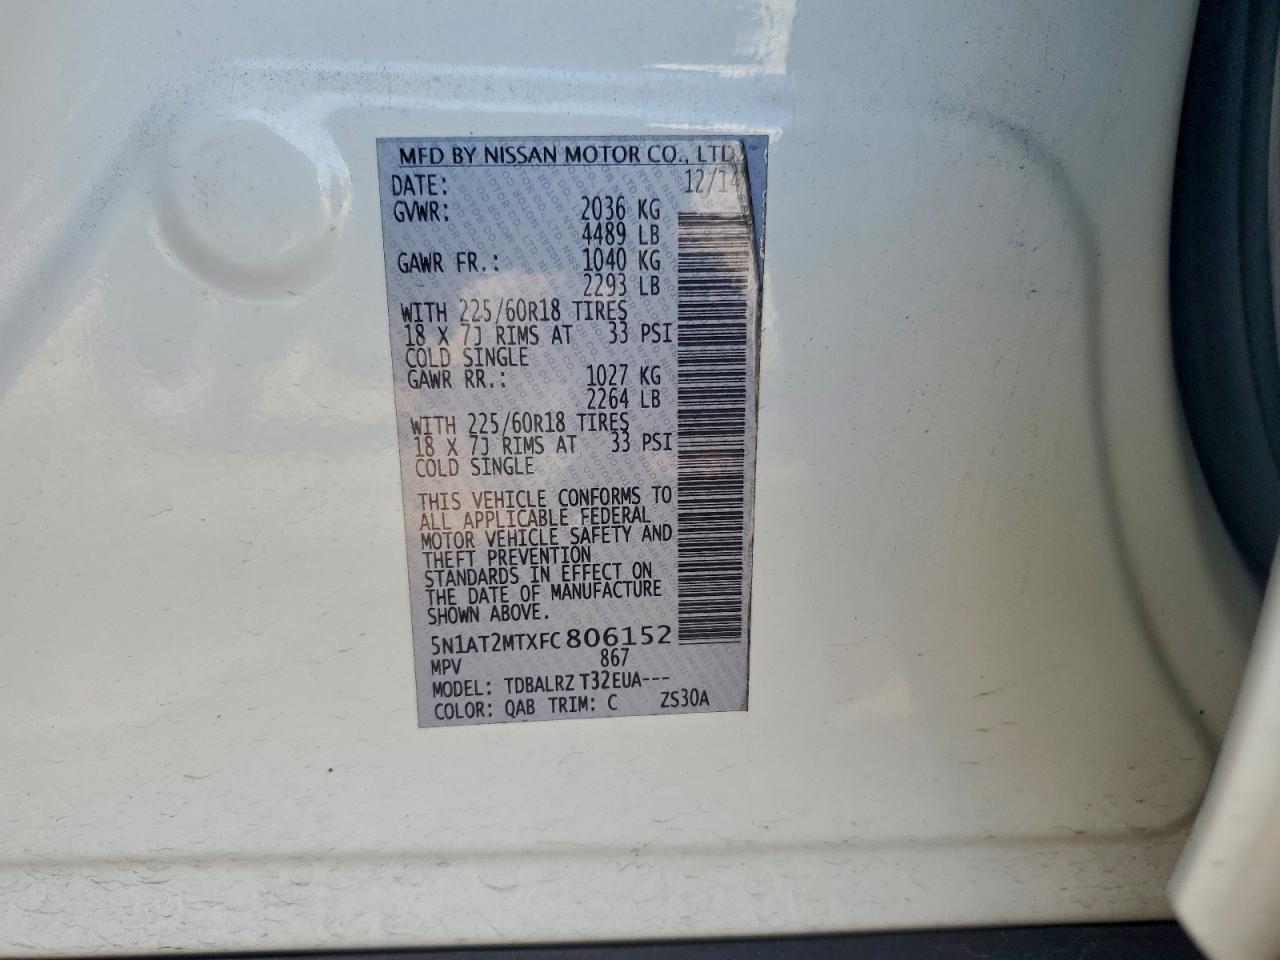 MFD BY NISSAN MOTOR CO., LTD.
DATE: 12/14
GVWR: 2036 KG
4489 LB
GAWR FR.: 1040 KG
2293 LB
WITH 225/60R18 TIRES
18 X 7J RIMS AT 33 PSI
COLD SINGLE
GAWR RR.: 1027 KG
2264 LB
WITH 225/60R18 TIRES
18 X 7J RIMS AT 33 PSI
COLD SINGLE
THIS VEHICLE CONFORMS TO
ALL APPLICABLE FEDERAL
MOTOR VEHICLE SAFETY AND
THEFT PREVENTION
STANDARDS IN EFFECT ON
THE DATE OF MANUFACTURE
SHOWN ABOVE.
5N1AT2MTXFC806152
MPV 867
MODEL: TDBALRZ T32EUA---
COLOR: QAB TRIM: C ZS30A